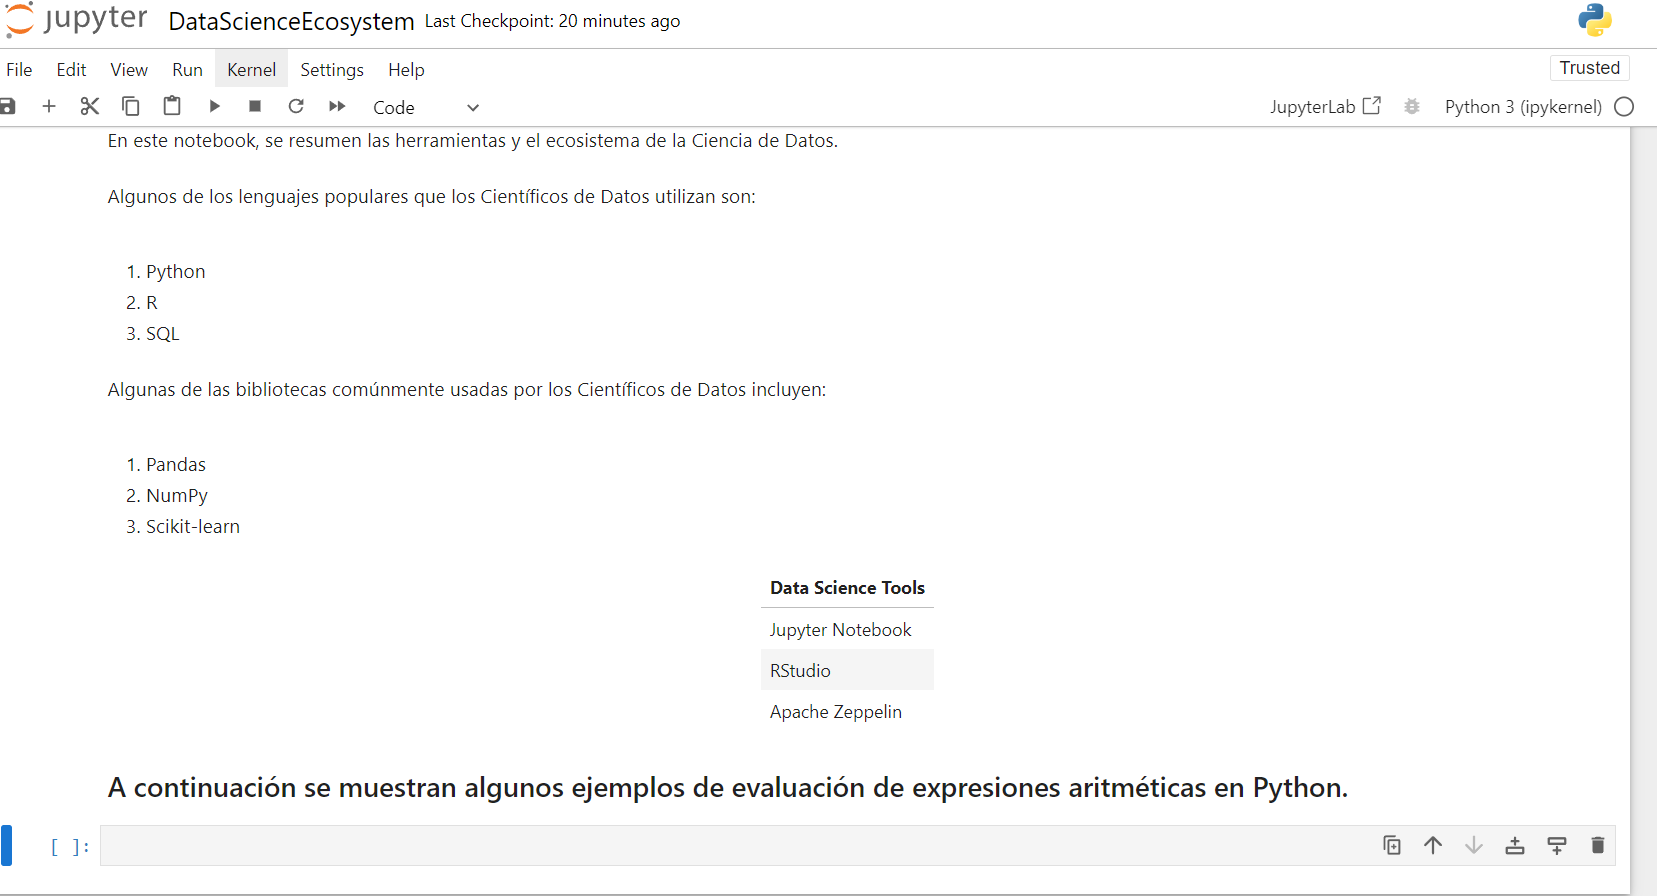 jupyter DataScienceEcosystem Last Checkpoint: 20 minutes ago
File Edit View Run Kernel Settings Help Trusted
Code JupyterLab Python 3 (ipykernel)
En este notebook, se resumen las herramientas y el ecosistema de la Ciencia de Datos.
Algunos de los lenguajes populares que los Científicos de Datos utilizan son:
1. Python
2. R
3. SQL
Algunas de las bibliotecas comúnmente usadas por los Científicos de Datos incluyen:
1. Pandas
2. NumPy
3. Scikit-learn
Data Science Tools
Jupyter Notebook
RStudio
Apache Zeppelin
A continuación se muestran algunos ejemplos de evaluación de expresiones aritméticas en Python.
[ ]: